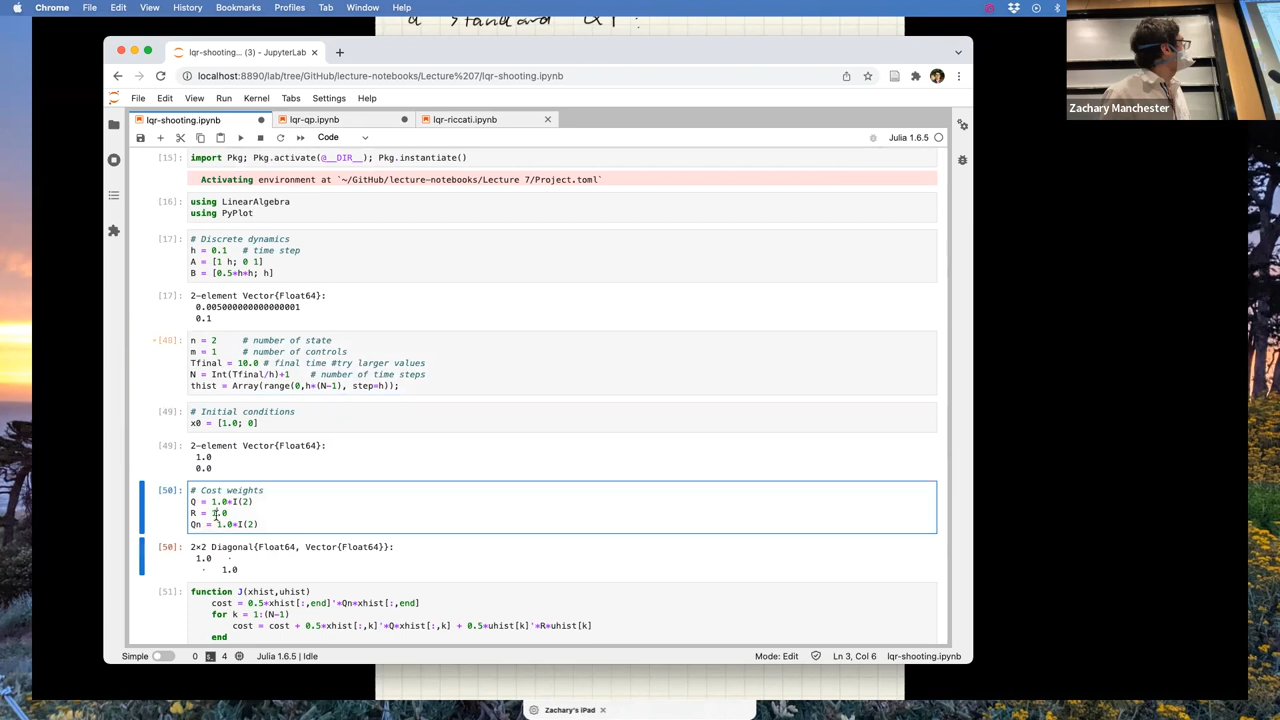 Chrome File Edit View History Bookmarks Profiles Tab Window Help
a standard QP:
lqr-shooting... (3) - JupyterLab
localhost:8890/lab/tree/GitHub/lecture-notebooks/Lecture%207/lqr-shooting.ipynb
Zachary Manchester
File Edit View Run Kernel Tabs Settings Help
lqr-shooting.ipynb lqr-qp.ipynb lqr-riccati.ipynb
Code Julia 1.6.5
[15]: import Pkg; Pkg.activate(@__DIR__); Pkg.instantiate()
Activating environment at `~/GitHub/lecture-notebooks/Lecture 7/Project.toml`
[16]: using LinearAlgebra
using PyPlot
[17]: # Discrete dynamics
h = 0.1 # time step
A = [1 h; 0 1]
B = [0.5*h*h; h]
[17]: 2-element Vector{Float64}:
0.005000000000000001
0.1
[48]: n = 2 # number of state
m = 1 # number of controls
Tfinal = 10.0 # final time #try larger values
N = Int(Tfinal/h)+1 # number of time steps
thist = Array(range(0,h*(N-1), step=h));
[49]: # Initial conditions
x0 = [1.0; 0]
[49]: 2-element Vector{Float64}:
1.0
0.0
[50]: # Cost weights
Q = 1.0*I(2)
R = 1.0
Qn = 1.0*I(2)
[50]: 2×2 Diagonal{Float64, Vector{Float64}}:
1.0 ⋅
⋅ 1.0
[51]: function J(xhist,uhist)
cost = 0.5*xhist[:,end]'*Qn*xhist[:,end]
for k = 1:(N-1)
cost = cost + 0.5*xhist[:,k]'*Q*xhist[:,k] + 0.5*uhist[k]'*R*uhist[k]
end
Simple 0 4 Julia 1.6.5 | Idle Mode: Edit Ln 3, Col 6 lqr-shooting.ipynb
Zachary's iPad